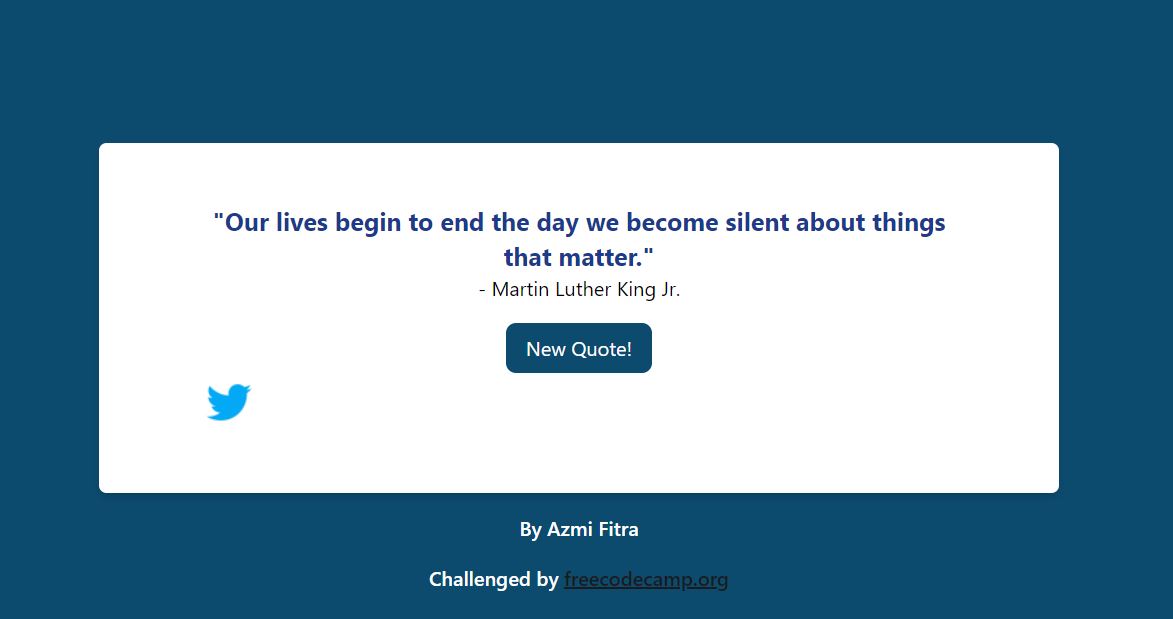 "Our lives begin to end the day we become silent about things
that matter."
- Martin Luther King Jr.
New Quote!
By Azmi Fitra
Challenged by freecodecamp.org